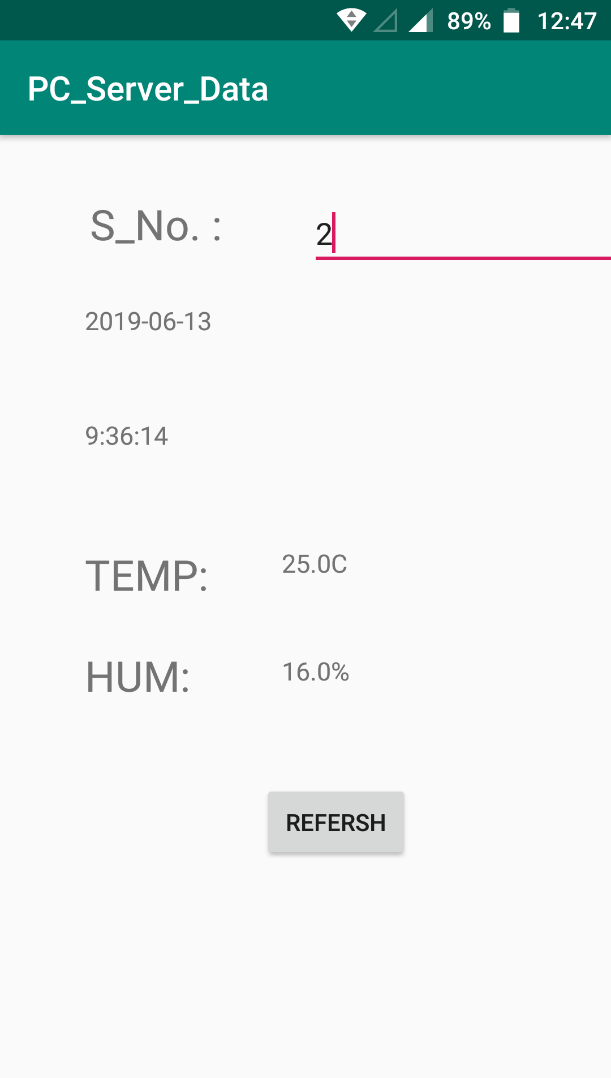 89% 12:47
PC_Server_Data
S_No. : 2
2019-06-13
9:36:14
TEMP: 25.0C
HUM: 16.0%
REFERSH